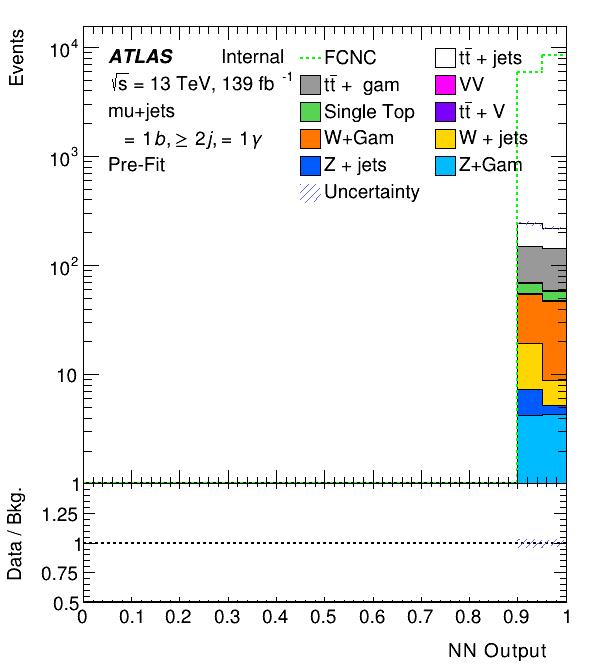 Events
10⁴
10³
10²
10
1
ATLAS Internal
√s = 13 TeV, 139 fb⁻¹
mu+jets
= 1b, ≥ 2j, = 1γ
Pre-Fit
FCNC
tt̄ + jets
tt̄ + gam
VV
Single Top
tt̄ + V
W+Gam
W + jets
Z + jets
Z+Gam
Uncertainty
Data / Bkg.
1.25
1
0.75
0.5
0 0.1 0.2 0.3 0.4 0.5 0.6 0.7 0.8 0.9 1
NN Output